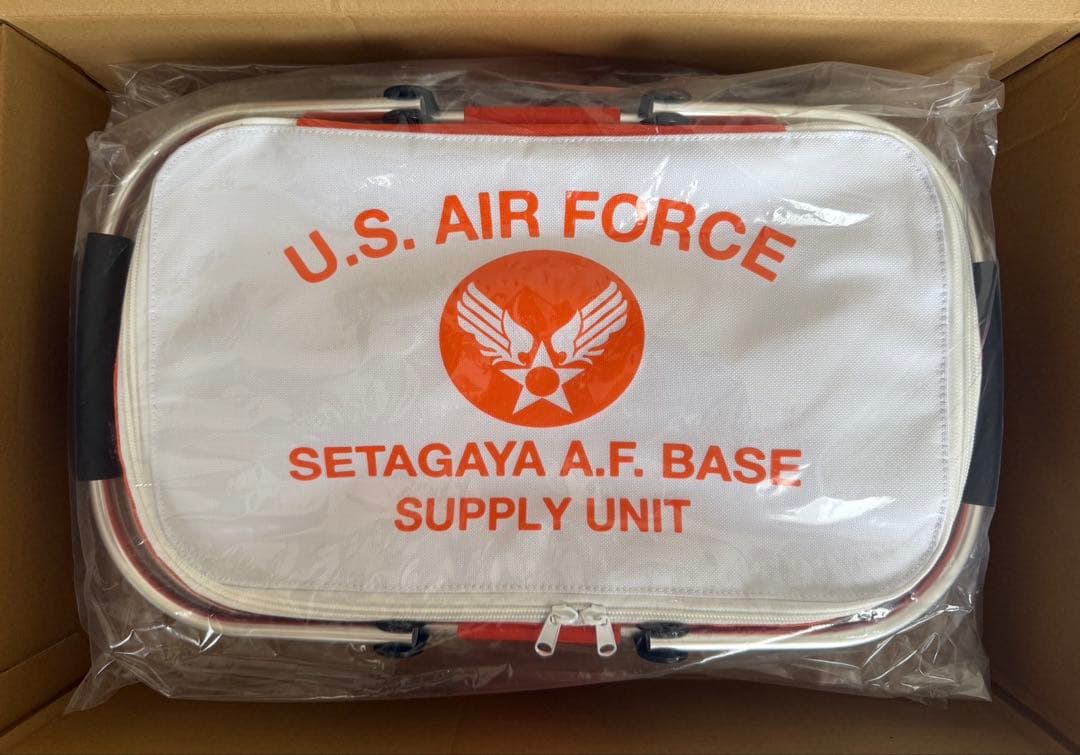 U.S. AIR FORCE
SETAGAYA A.F. BASE
SUPPLY UNIT